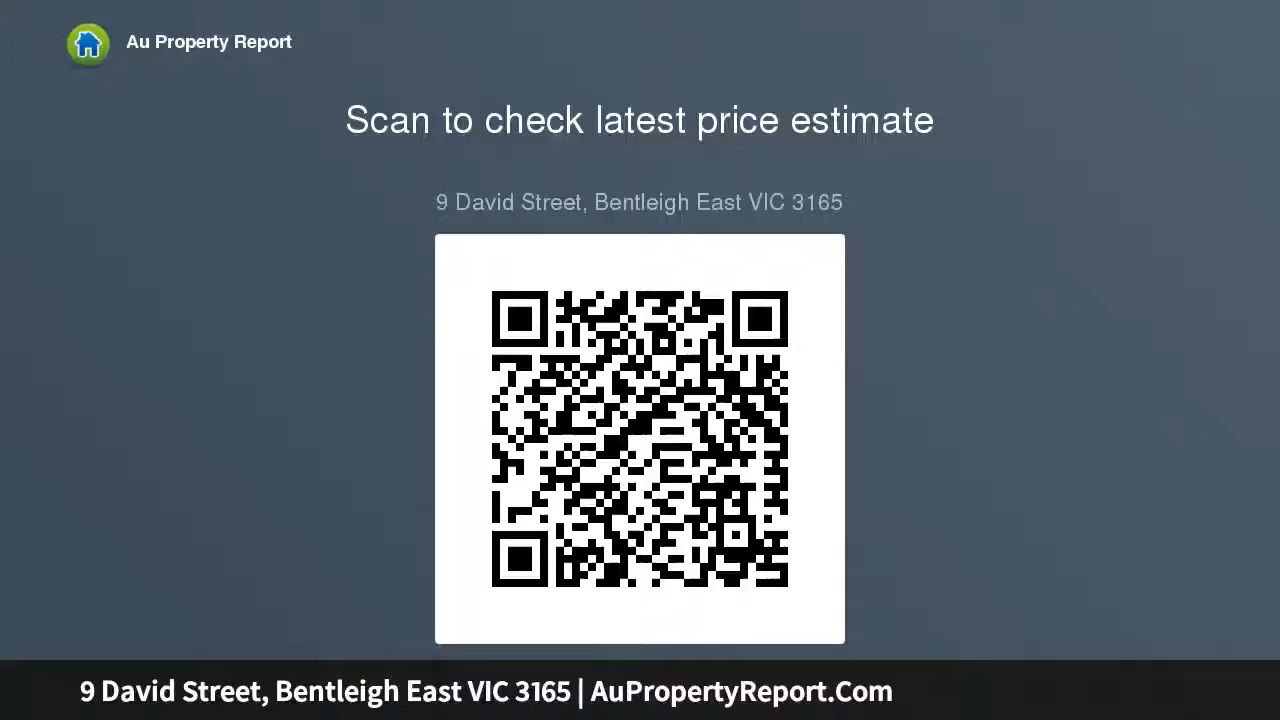 Au Property Report
Scan to check latest price estimate
9 David Street, Bentleigh East VIC 3165
9 David Street, Bentleigh East VIC 3165 | AuPropertyReport.Com